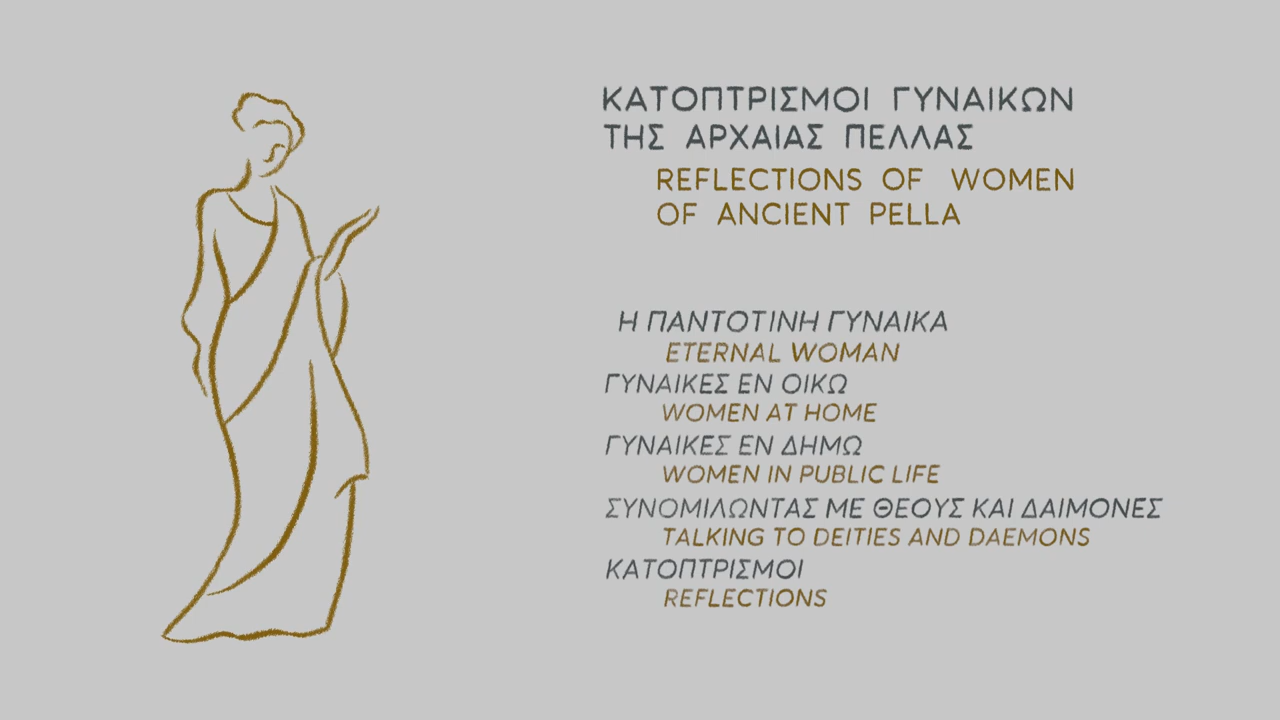 ΚΑΤΟΠΤΡΙΣΜΟΙ ΓΥΝΑΙΚΩΝ
ΤΗΣ ΑΡΧΑΙΑΣ ΠΕΛΛΑΣ
REFLECTIONS OF WOMEN
OF ANCIENT PELLA
Η ΠΑΝΤΟΤΙΝΗ ΓΥΝΑΙΚΑ
ETERNAL WOMAN
ΓΥΝΑΙΚΕΣ ΕΝ ΟΙΚΩ
WOMEN AT HOME
ΓΥΝΑΙΚΕΣ ΕΝ ΔΗΜΩ
WOMEN IN PUBLIC LIFE
ΣΥΝΟΜΙΛΩΝΤΑΣ ΜΕ ΘΕΟΥΣ ΚΑΙ ΔΑΙΜΟΝΕΣ
TALKING TO DEITIES AND DAEMONS
ΚΑΤΟΠΤΡΙΣΜΟΙ
REFLECTIONS